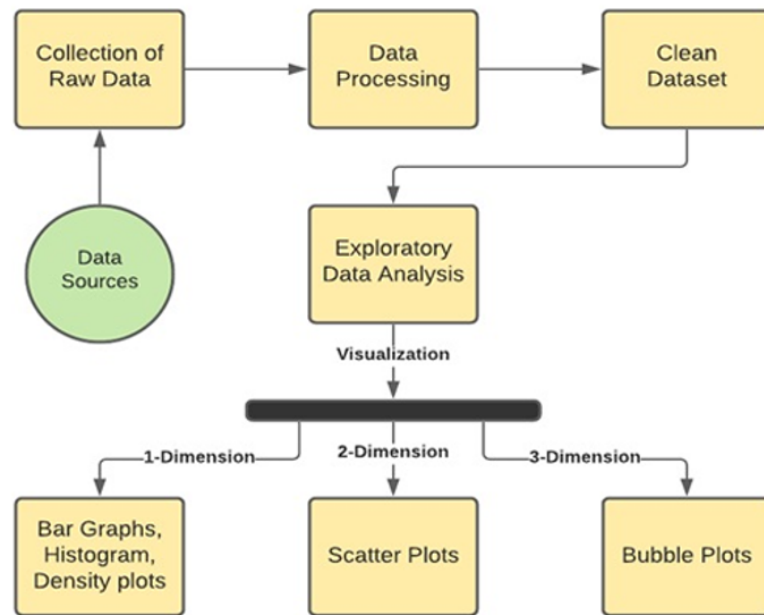 Collection of
Raw Data
Data
Processing
Clean
Dataset
Data
Sources
Exploratory
Data Analysis
Visualization
1-Dimension
2-Dimension
3-Dimension
Bar Graphs,
Histogram,
Density plots
Scatter Plots
Bubble Plots